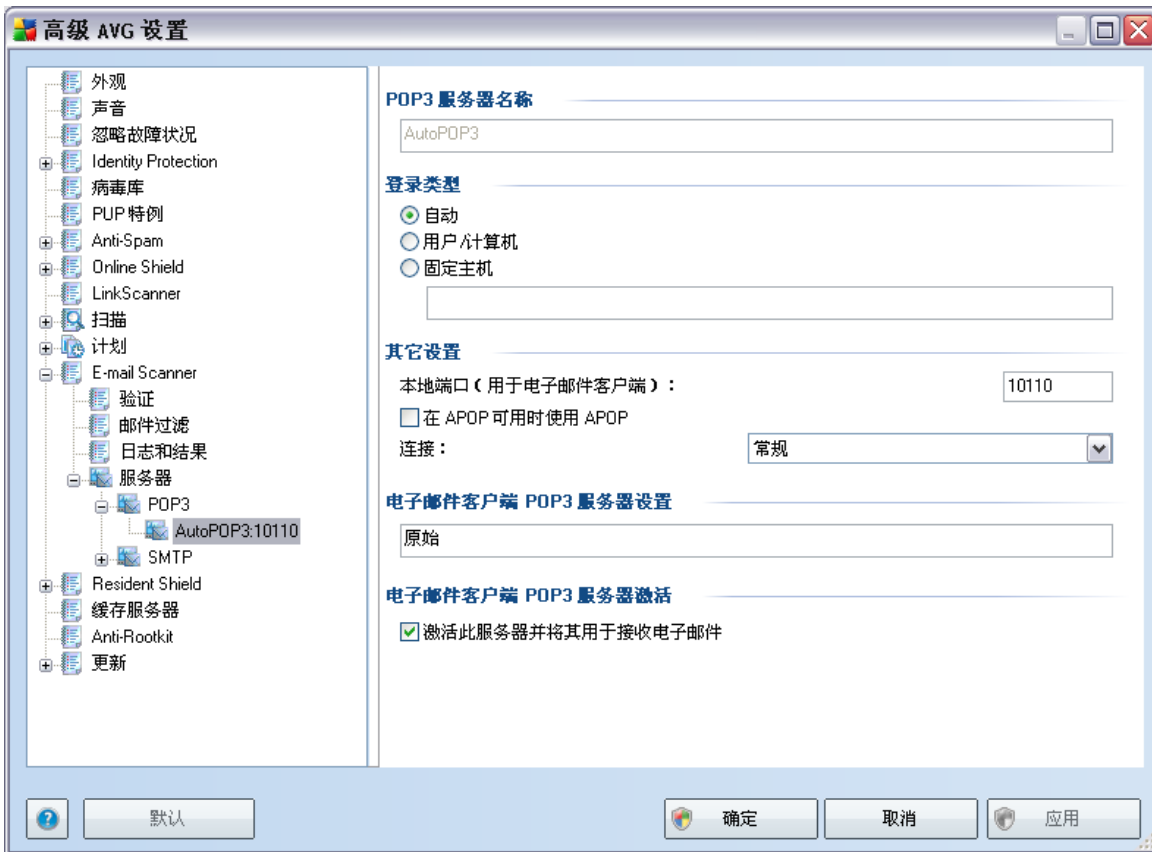 高级 AVG 设置
外观
声音
忽略故障状况
Identity Protection
病毒库
PUP 特例
Anti-Spam
Online Shield
LinkScanner
扫描
计划
E-mail Scanner
验证
邮件过滤
日志和结果
服务器
POP3
AutoPOP3:10110
SMTP
Resident Shield
缓存服务器
Anti-Rootkit
更新
POP3 服务器名称
AutoPOP3
登录类型
自动
用户/计算机
固定主机
其它设置
本地端口（用于电子邮件客户端）： 10110
在 APOP 可用时使用 APOP
连接： 常规
电子邮件客户端 POP3 服务器设置
原始
电子邮件客户端 POP3 服务器激活
激活此服务器并将其用于接收电子邮件
默认 确定 取消 应用